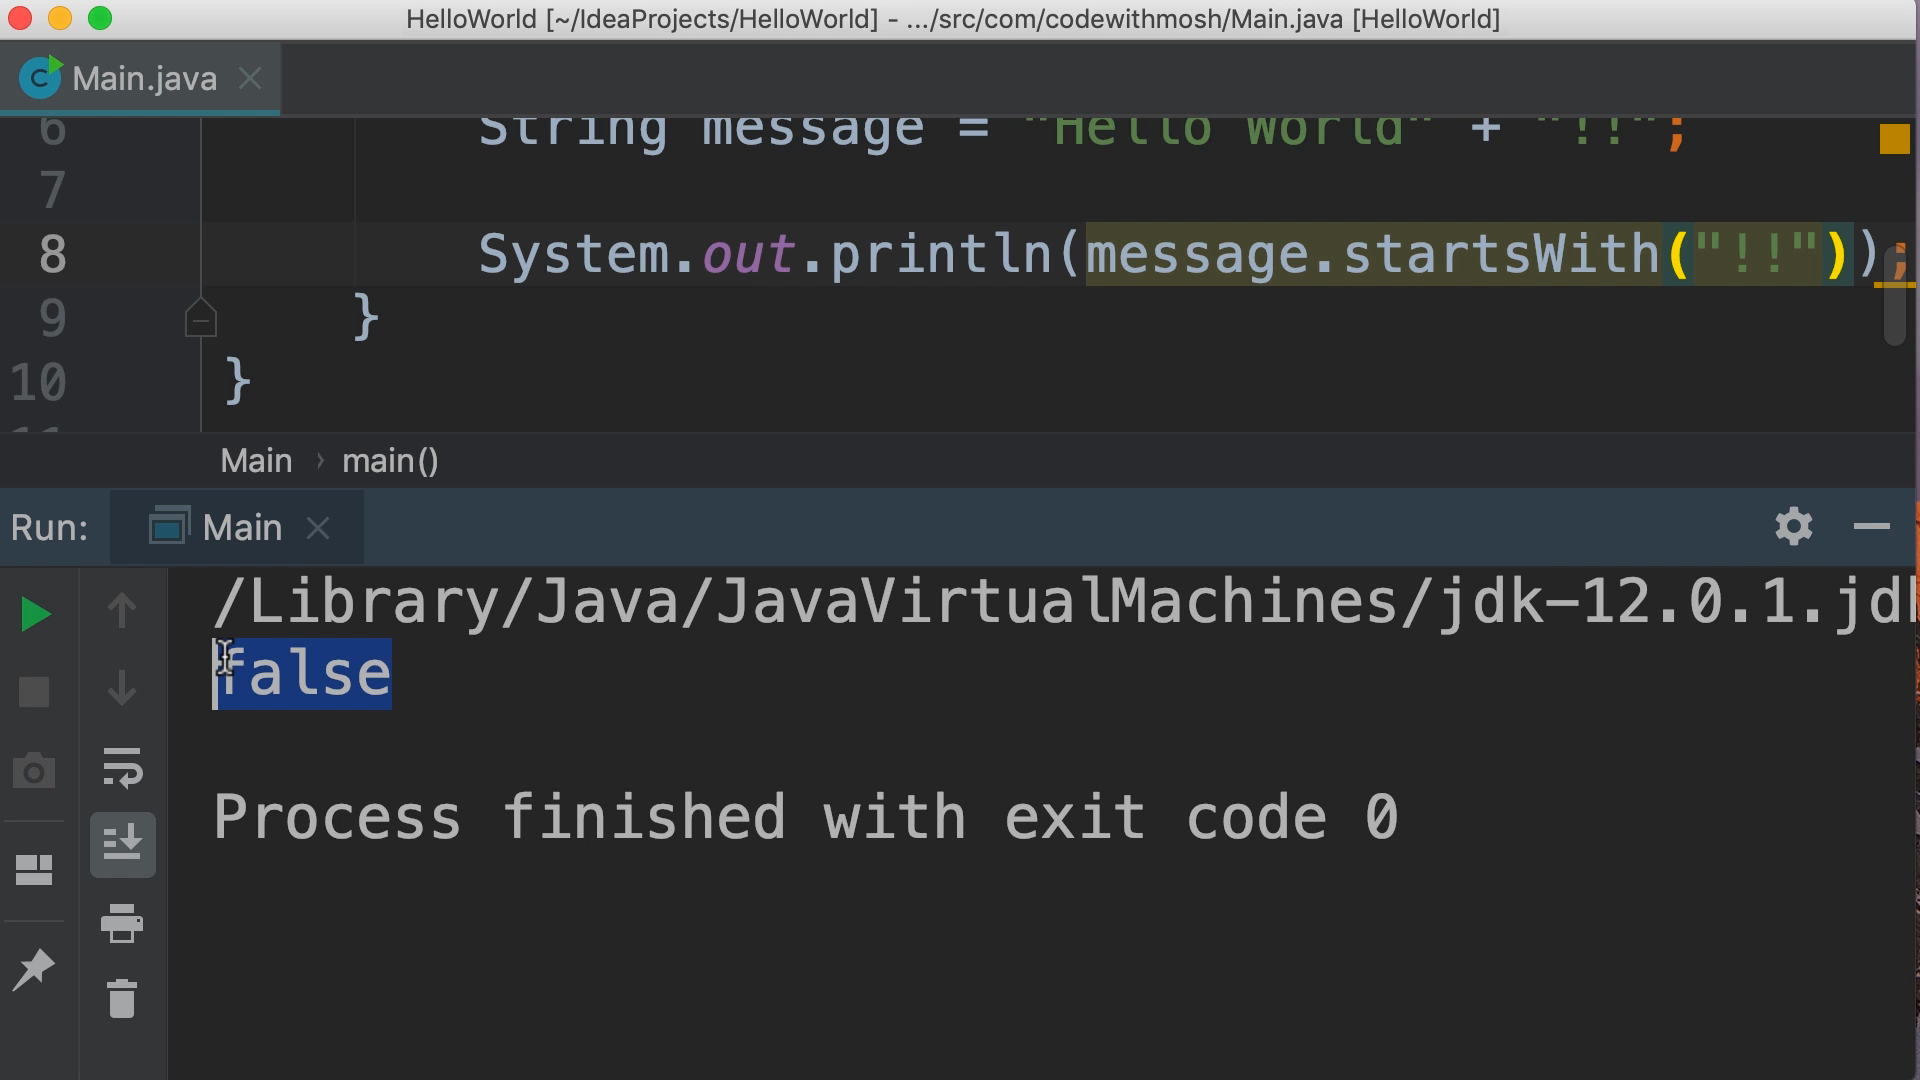 HelloWorld [~/IdeaProjects/HelloWorld] - .../src/com/codewithmosh/Main.java [HelloWorld]
C Main.java
6 String message = "Hello World" + "!!";
7
8 System.out.println(message.startsWith("!!"));
9 }
10 }
11
Main › main()
Run: Main
/Library/Java/JavaVirtualMachines/jdk-12.0.1.jd
false
Process finished with exit code 0